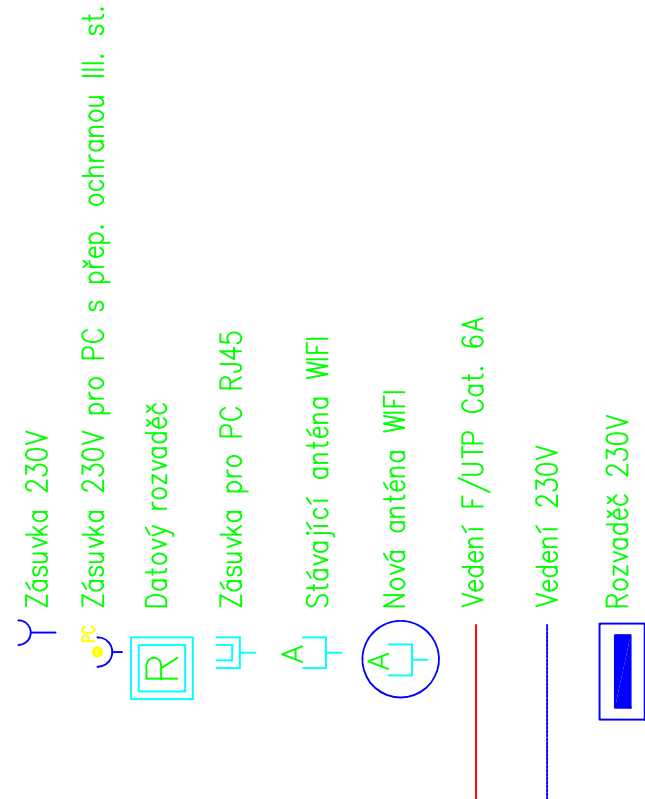 Zásuvka 230V
PC
Zásuvka 230V pro PC s přep. ochranou III. st.
R
Datový rozvaděč
Zásuvka pro PC RJ45
A
Stávající anténa WIFI
A
Nová anténa WIFI
Vedení F/UTP Cat. 6A
Vedení 230V
Rozvaděč 230V